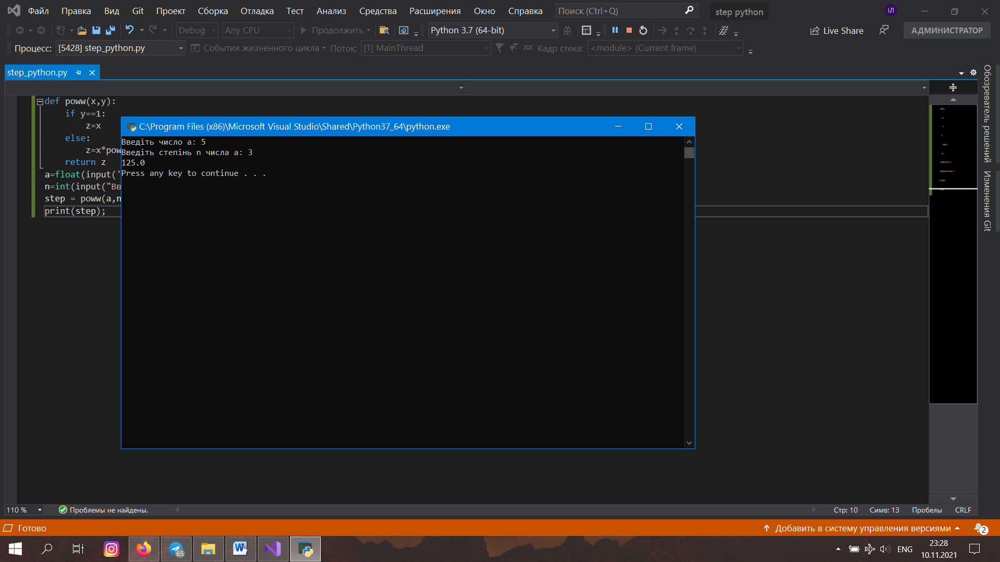 Файл Правка Вид Git Проект Сборка Отладка Тест Анализ Средства Расширения Окно Справка Поиск (Ctrl+Q) step python ІЛ
Debug Any CPU Продолжить Python 3.7 (64-bit) Live Share АДМИНИСТРАТОР
Процесс: [5428] step_python.py События жизненного цикла Поток: [1] MainThread Кадр стека: <module> (Current frame)
step_python.py
def poww(x,y):
if y==1:
z=x
else:
z=x*pow
return z
a=float(input('
n=int(input("Вв
step = poww(a,n
print(step);
C:\Program Files (x86)\Microsoft Visual Studio\Shared\Python37_64\python.exe
Введіть число a: 5
Введіть степінь n числа a: 3
125.0
Press any key to continue . . .
Обозреватель решений
Изменения Git
110 % Проблемы не найдены. Стр: 10 Симв: 13 Пробелы CRLF
Готово Добавить в систему управления версиями 2
65 ENG 23:28
10.11.2021